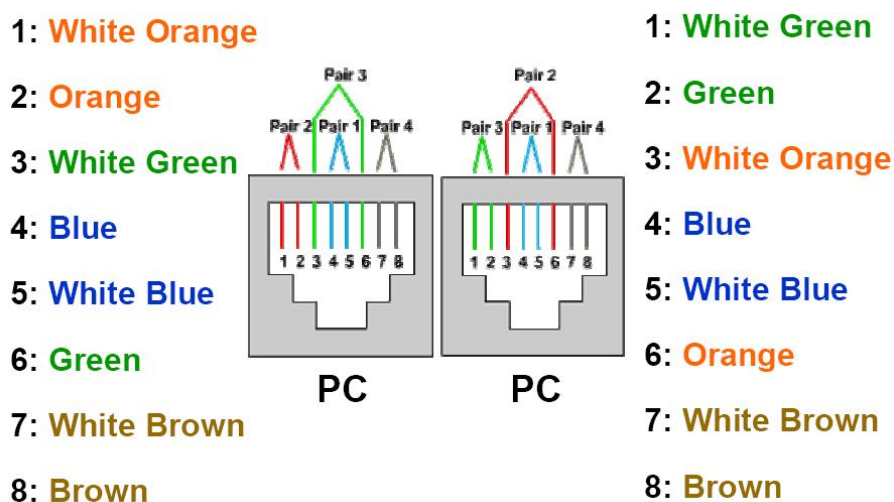 1: White Orange
2: Orange
3: White Green
4: Blue
5: White Blue
6: Green
7: White Brown
8: Brown
Pair 3
Pair 2 Pair 1 Pair 4
1 2 3 4 5 6 7 8
PC
Pair 2
Pair 3 Pair 1 Pair 4
1 2 3 4 5 6 7 8
PC
1: White Green
2: Green
3: White Orange
4: Blue
5: White Blue
6: Orange
7: White Brown
8: Brown